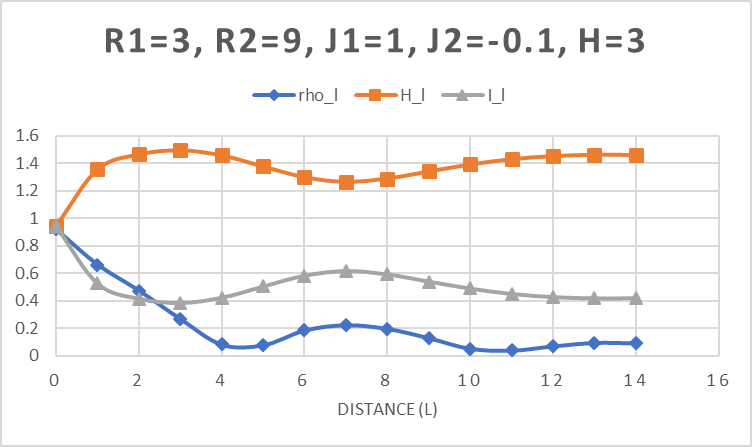 R1=3, R2=9, J1=1, J2=-0.1, H=3
rho_l H_l I_l
1.6
1.4
1.2
1
0.8
0.6
0.4
0.2
0
0 2 4 6 8 10 12 14 16
DISTANCE (L)